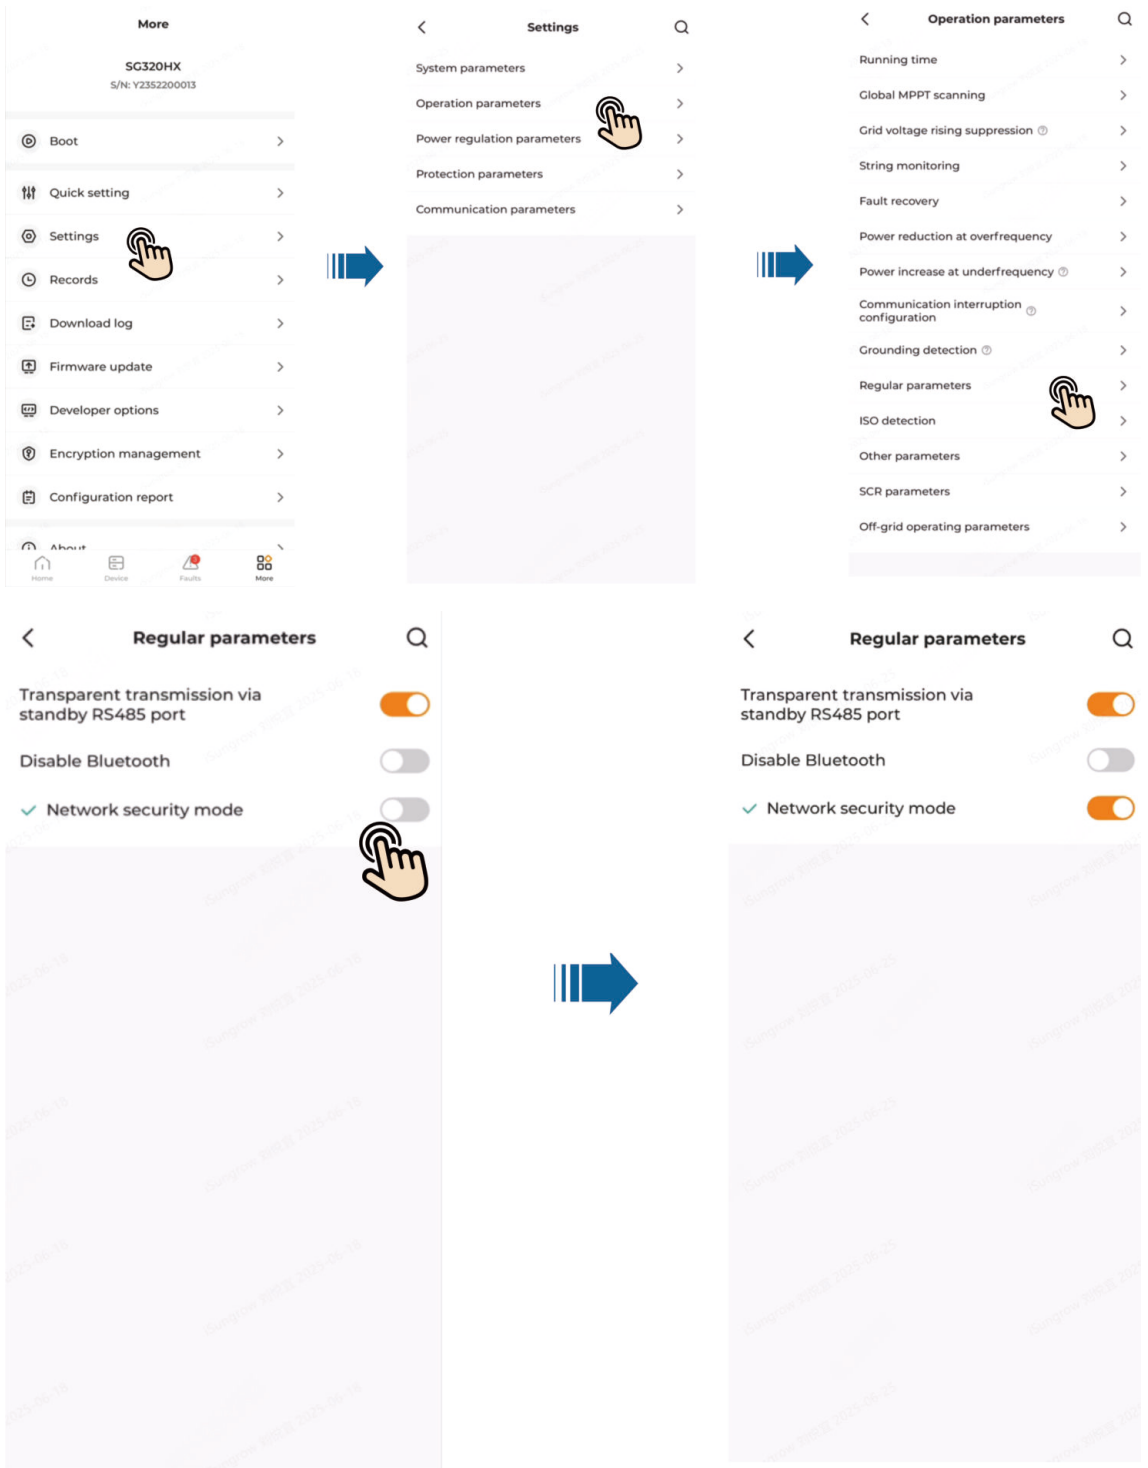 More
SG320HX
S/N: Y2352200013
Boot
Quick setting
Settings
Records
Download log
Firmware update
Developer options
Encryption management
Configuration report
About
Home
Device
Faults
More
Settings
System parameters
Operation parameters
Power regulation parameters
Protection parameters
Communication parameters
Operation parameters
Running time
Global MPPT scanning
Grid voltage rising suppression
String monitoring
Fault recovery
Power reduction at overfrequency
Power increase at underfrequency
Communication interruption
configuration
Grounding detection
Regular parameters
ISO detection
Other parameters
SCR parameters
Off-grid operating parameters
Regular parameters
Transparent transmission via
standby RS485 port
Disable Bluetooth
Network security mode
Regular parameters
Transparent transmission via
standby RS485 port
Disable Bluetooth
Network security mode